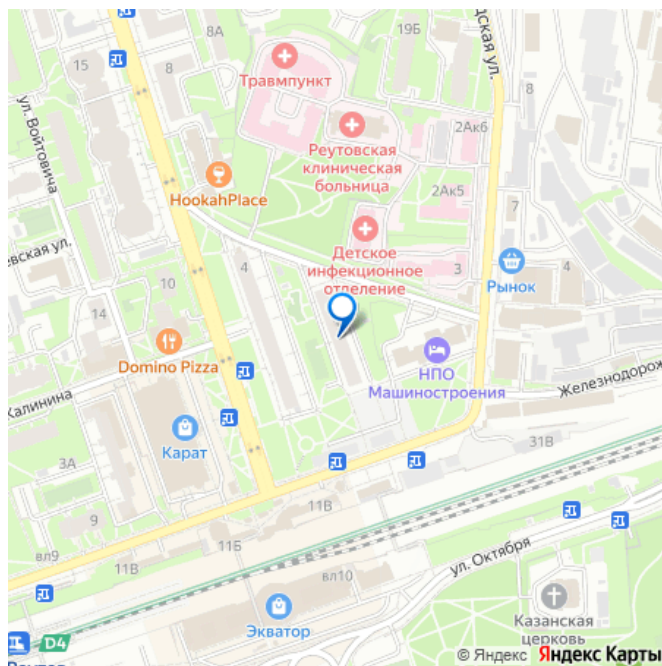 8А
19Б
дская ул.
15
8
Травмпункт
8
2Ак6
Реутовская
клиническая
больница
ул. Войтовича
2Ак5
HookahPlace
7
евская ул.
4
Детское
инфекционное
отделение
3
Рынок
4
10
14
Domino Pizza
НПО
Машиностроения
Железнодорож
Калинина
Карат
31В
3А
9
11В
вл9
11Б
11В
ул. Октября
вл10
Экватор
Казанская
церковь
D4
© Яндекс Яндекс Карты